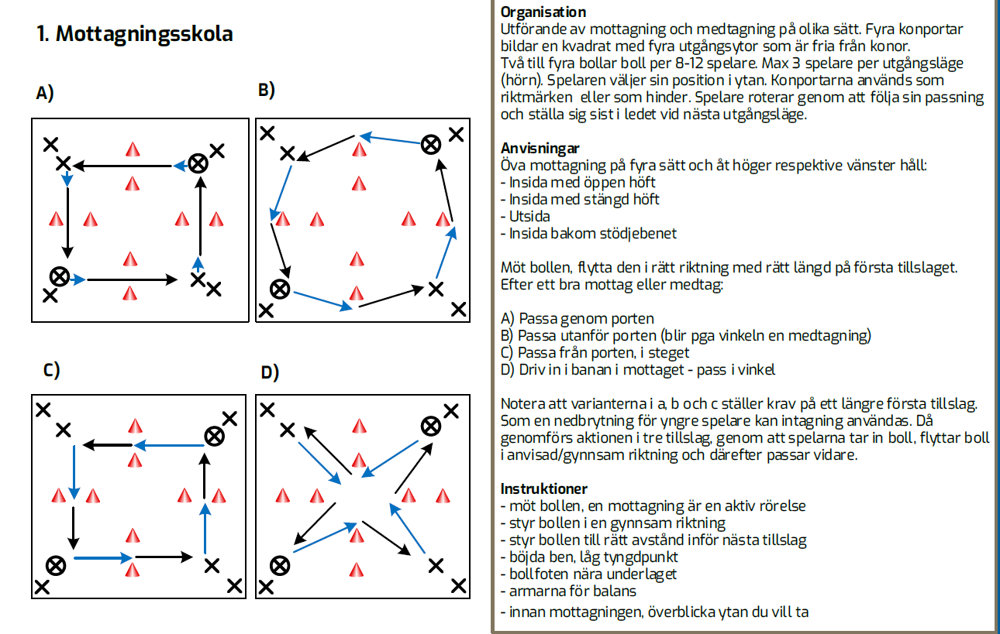 1. Mottagningsskola
A)
B)
C)
D)
Organisation
Utförande av mottagning och medtagning på olika sätt. Fyra konportar
bildar en kvadrat med fyra utgångsytor som är fria från konor.
Två till fyra bollar boll per 8-12 spelare. Max 3 spelare per utgångsläge
(hörn). Spelaren väljer sin position i ytan. Konportarna används som
riktmärken eller som hinder. Spelare roterar genom att följa sin passning
och ställa sig sist i ledet vid nästa utgångsläge.
Anvisningar
Öva mottagning på fyra sätt och åt höger respektive vänster håll:
- Insida med öppen höft
- Insida med stängd höft
- Utsida
- Insida bakom stödjebenet
Möt bollen, flytta den i rätt riktning med rätt längd på första tillslaget.
Efter ett bra mottag eller medtag:
A) Passa genom porten
B) Passa utanför porten (blir pga vinkeln en medtagning)
C) Passa från porten, i steget
D) Driv in i banan i mottaget - pass i vinkel
Notera att varianterna i a, b och c ställer krav på ett längre första tillslag.
Som en nedbrytning för yngre spelare kan intagning användas. Då
genomförs aktionen i tre tillslag, genom att spelarna tar in boll, flyttar boll
i anvisad/gynnsam riktning och därefter passar vidare.
Instruktioner
- möt bollen, en mottagning är en aktiv rörelse
- styr bollen i en gynnsam riktning
- styr bollen till rätt avstånd inför nästa tillslag
- böjda ben, låg tyngdpunkt
- bollfoten nära underlaget
- armarna för balans
- innan mottagningen, överblicka ytan du vill ta